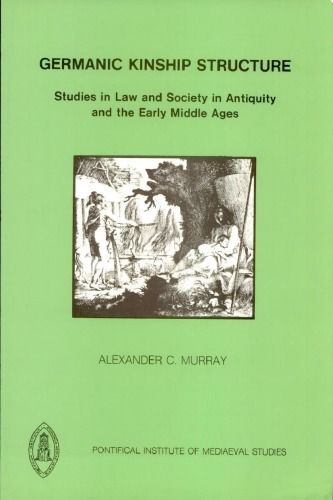 GERMANIC KINSHIP STRUCTURE
Studies in Law and Society in Antiquity
and the Early Middle Ages
ALEXANDER C. MURRAY
PONTIFICAL INSTITUTE OF MEDIAEVAL STUDIES